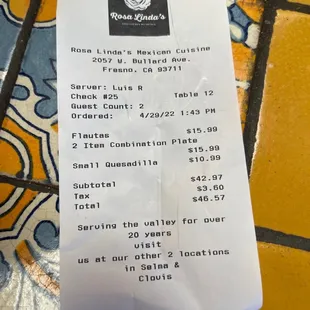 Rosa Linda's
Rosa Linda's Mexican Cuisine
2057 W. Bullard Ave.
Fresno, CA 93711
Server: Luis R
Check #25 Table 12
Guest Count: 2
Ordered: 4/29/22 1:43 PM
Flautas $15.99
2 Item Combination Plate
$15.99
Small Quesadilla $10.99
Subtotal $42.97
Tax $3.60
Total $46.57
Serving the valley for over
20 years
visit
us at our other 2 locations
in Selma &
Clovis